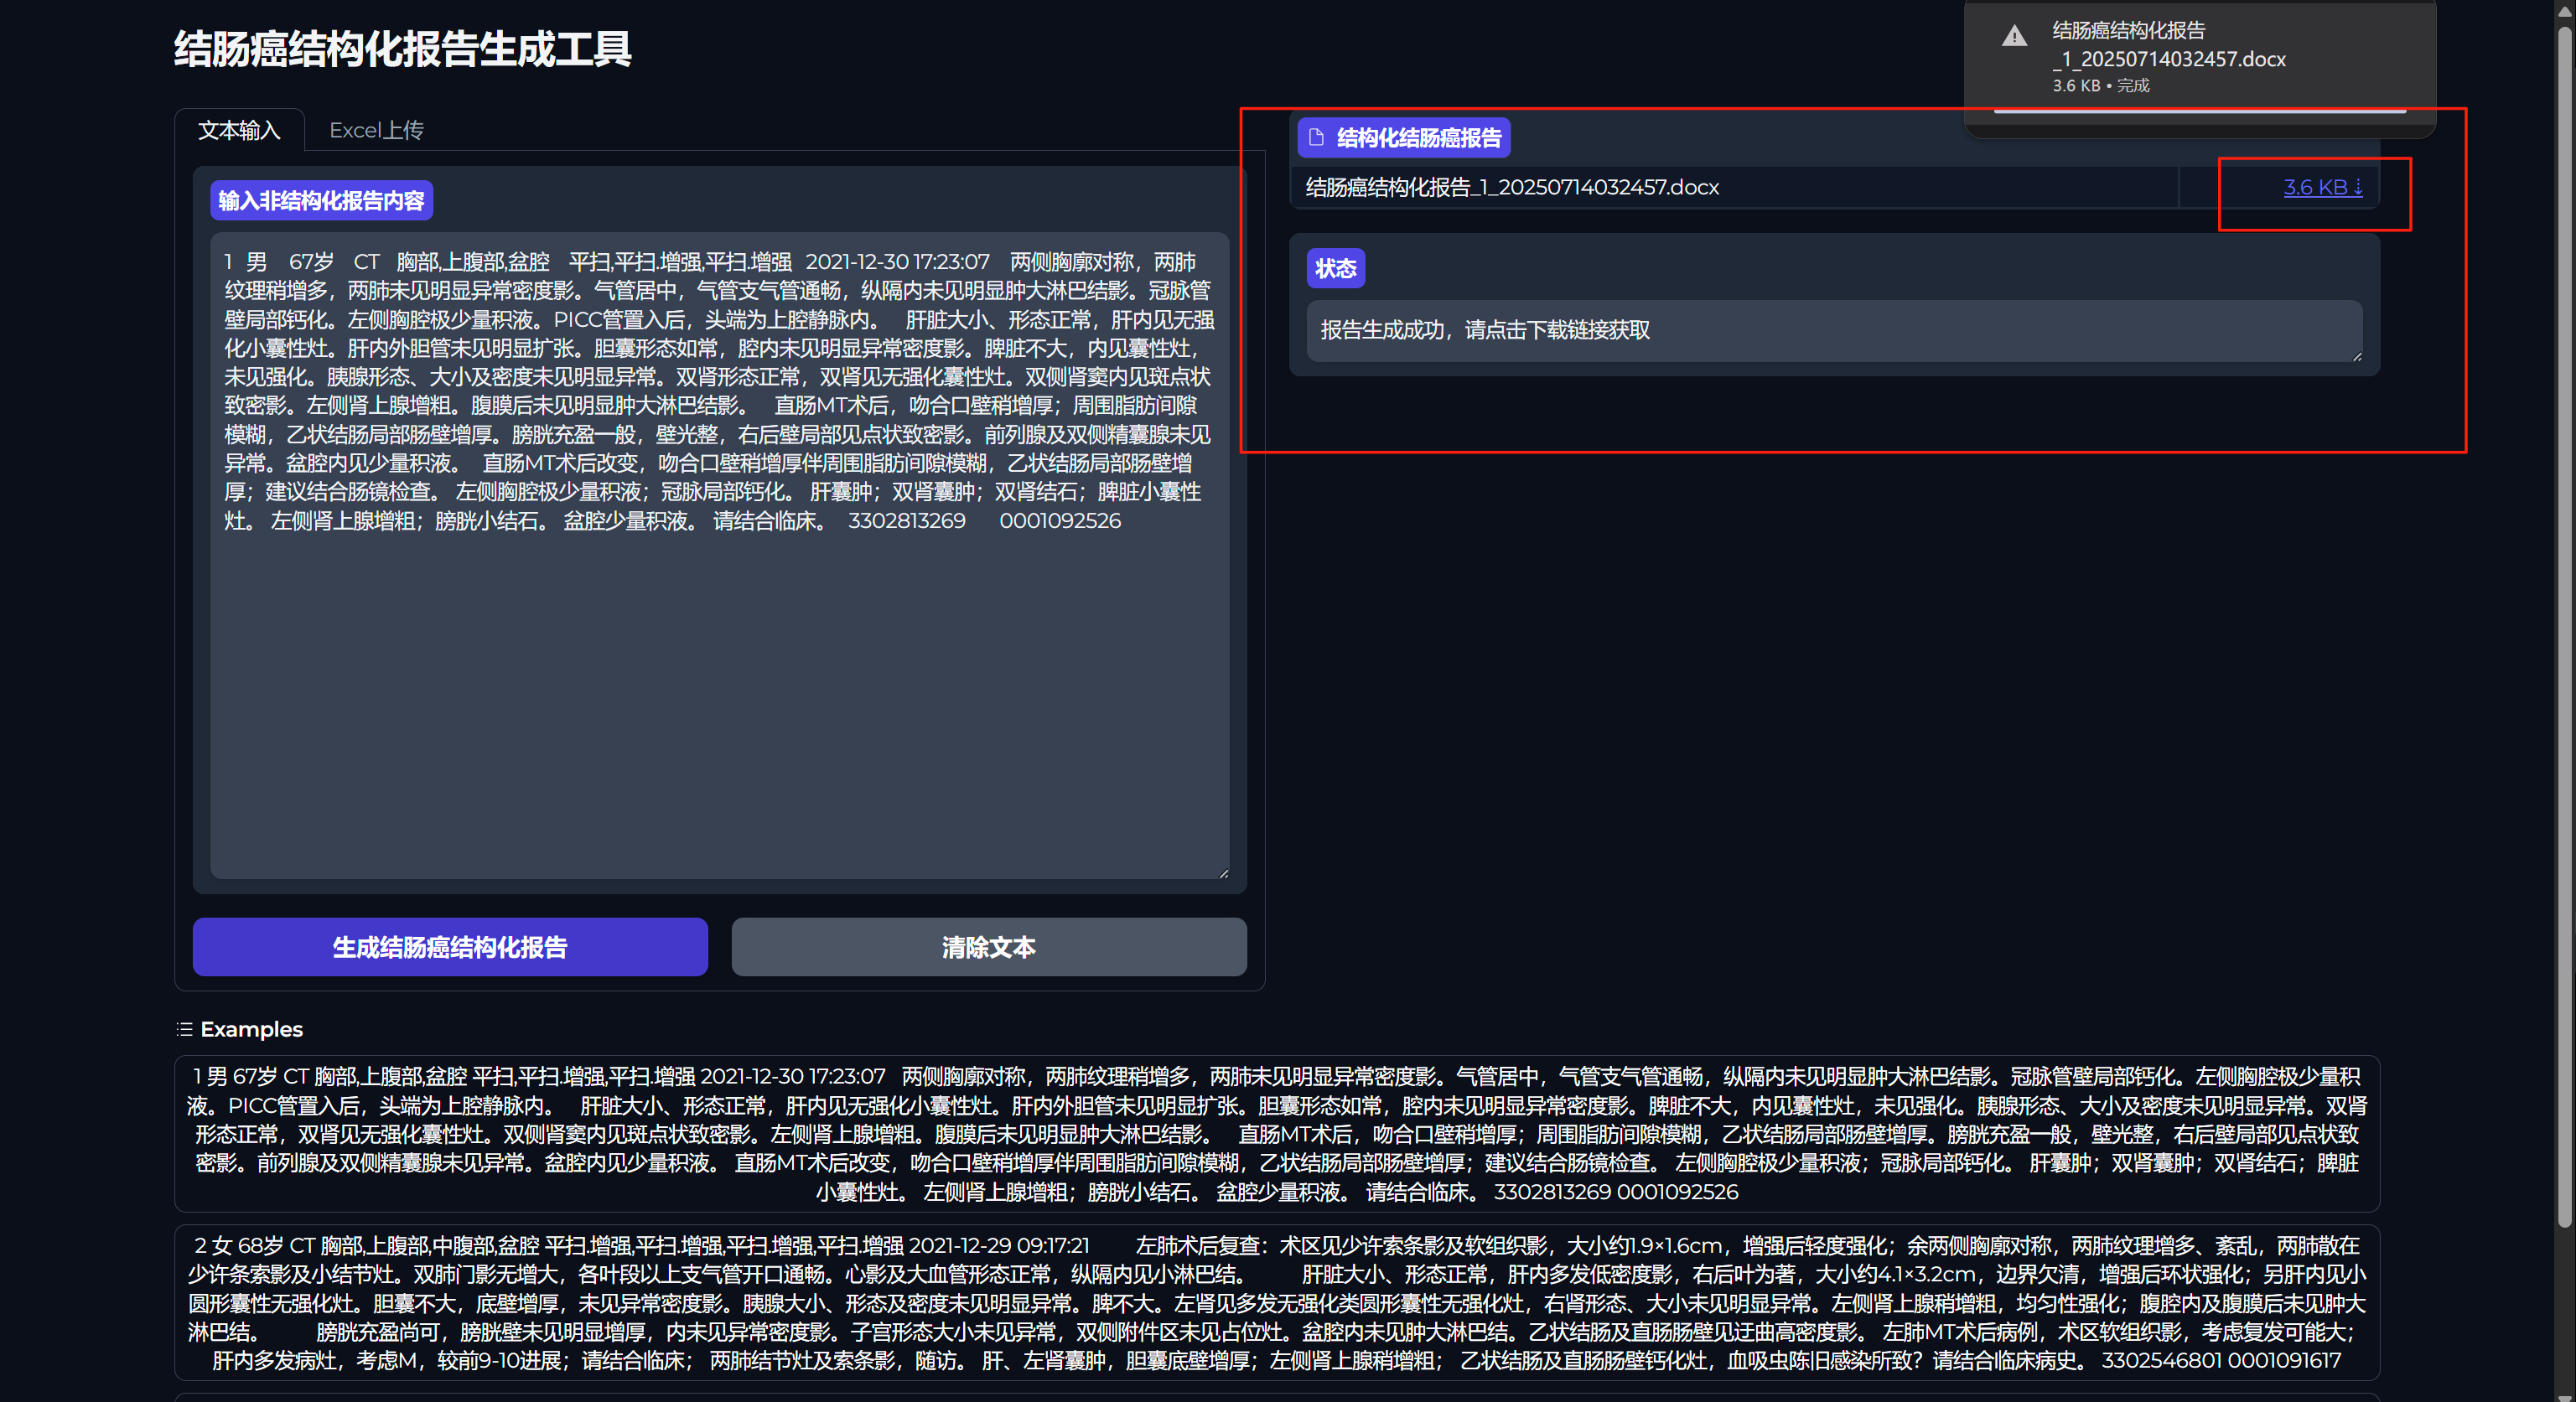 结肠癌结构化报告生成工具
结肠癌结构化报告
_1_20250714032457.docx
3.6 KB • 完成
文本输入
Excel上传
输入非结构化报告内容
1 男 67岁 CT 胸部,上腹部,盆腔 平扫,平扫.增强,平扫.增强 2021-12-30 17:23:07 两侧胸廓对称，两肺
纹理稍增多，两肺未见明显异常密度影。气管居中，气管支气管通畅，纵隔内未见明显肿大淋巴结影。冠脉管
壁局部钙化。左侧胸腔极少量积液。PICC管置入后，头端为上腔静脉内。 肝脏大小、形态正常，肝内见无强
化小囊性灶。肝内外胆管未见明显扩张。胆囊形态如常，腔内未见明显异常密度影。脾脏不大，内见囊性灶，
未见强化。胰腺形态、大小及密度未见明显异常。双肾形态正常，双肾见无强化囊性灶。双侧肾窦内见斑点状
致密影。左侧肾上腺增粗。腹膜后未见明显肿大淋巴结影。 直肠MT术后，吻合口壁稍增厚；周围脂肪间隙
模糊，乙状结肠局部肠壁增厚。膀胱充盈一般，壁光整，右后壁局部见点状致密影。前列腺及双侧精囊腺未见
异常。盆腔内见少量积液。 直肠MT术后改变，吻合口壁稍增厚伴周围脂肪间隙模糊，乙状结肠局部肠壁增
厚；建议结合肠镜检查。 左侧胸腔极少量积液；冠脉局部钙化。 肝囊肿；双肾囊肿；双肾结石；脾脏小囊性
灶。 左侧肾上腺增粗；膀胱小结石。 盆腔少量积液。 请结合临床。 3302813269 0001092526
生成结肠癌结构化报告
清除文本
结构化结肠癌报告
结肠癌结构化报告_1_20250714032457.docx
3.6 KB ⇣
状态
报告生成成功，请点击下载链接获取
Examples
1 男 67岁 CT 胸部,上腹部,盆腔 平扫,平扫.增强,平扫.增强 2021-12-30 17:23:07 两侧胸廓对称，两肺纹理稍增多，两肺未见明显异常密度影。气管居中，气管支气管通畅，纵隔内未见明显肿大淋巴结影。冠脉管壁局部钙化。左侧胸腔极少量积
液。PICC管置入后，头端为上腔静脉内。 肝脏大小、形态正常，肝内见无强化小囊性灶。肝内外胆管未见明显扩张。胆囊形态如常，腔内未见明显异常密度影。脾脏不大，内见囊性灶，未见强化。胰腺形态、大小及密度未见明显异常。双肾
形态正常，双肾见无强化囊性灶。双侧肾窦内见斑点状致密影。左侧肾上腺增粗。腹膜后未见明显肿大淋巴结影。 直肠MT术后，吻合口壁稍增厚；周围脂肪间隙模糊，乙状结肠局部肠壁增厚。膀胱充盈一般，壁光整，右后壁局部见点状致
密影。前列腺及双侧精囊腺未见异常。盆腔内见少量积液。 直肠MT术后改变，吻合口壁稍增厚伴周围脂肪间隙模糊，乙状结肠局部肠壁增厚；建议结合肠镜检查。 左侧胸腔极少量积液；冠脉局部钙化。 肝囊肿；双肾囊肿；双肾结石；脾脏
小囊性灶。 左侧肾上腺增粗；膀胱小结石。 盆腔少量积液。 请结合临床。 3302813269 0001092526
2 女 68岁 CT 胸部,上腹部,中腹部,盆腔 平扫.增强,平扫.增强,平扫.增强,平扫.增强 2021-12-29 09:17:21 左肺术后复查：术区见少许索条影及软组织影，大小约1.9×1.6cm，增强后轻度强化；余两侧胸廓对称，两肺纹理增多、紊乱，两肺散在
少许条索影及小结节灶。双肺门影无增大，各叶段以上支气管开口通畅。心影及大血管形态正常，纵隔内见小淋巴结。 肝脏大小、形态正常，肝内多发低密度影，右后叶为著，大小约4.1×3.2cm，边界欠清，增强后环状强化；另肝内见小
圆形囊性无强化灶。胆囊不大，底壁增厚，未见异常密度影。胰腺大小、形态及密度未见明显异常。脾不大。左肾见多发无强化类圆形囊性无强化灶，右肾形态、大小未见明显异常。左侧肾上腺稍增粗，均匀性强化；腹腔内及腹膜后未见肿大
淋巴结。 膀胱充盈尚可，膀胱壁未见明显增厚，内未见异常密度影。子宫形态大小未见异常，双侧附件区未见占位灶。盆腔内未见肿大淋巴结。乙状结肠及直肠肠壁见迂曲高密度影。 左肺MT术后病例，术区软组织影，考虑复发可能大；
肝内多发病灶，考虑M，较前9-10进展；请结合临床； 两肺结节灶及索条影，随访。 肝、左肾囊肿，胆囊底壁增厚；左侧肾上腺稍增粗； 乙状结肠及直肠肠壁钙化灶，血吸虫陈旧感染所致？请结合临床病史。 3302546801 0001091617